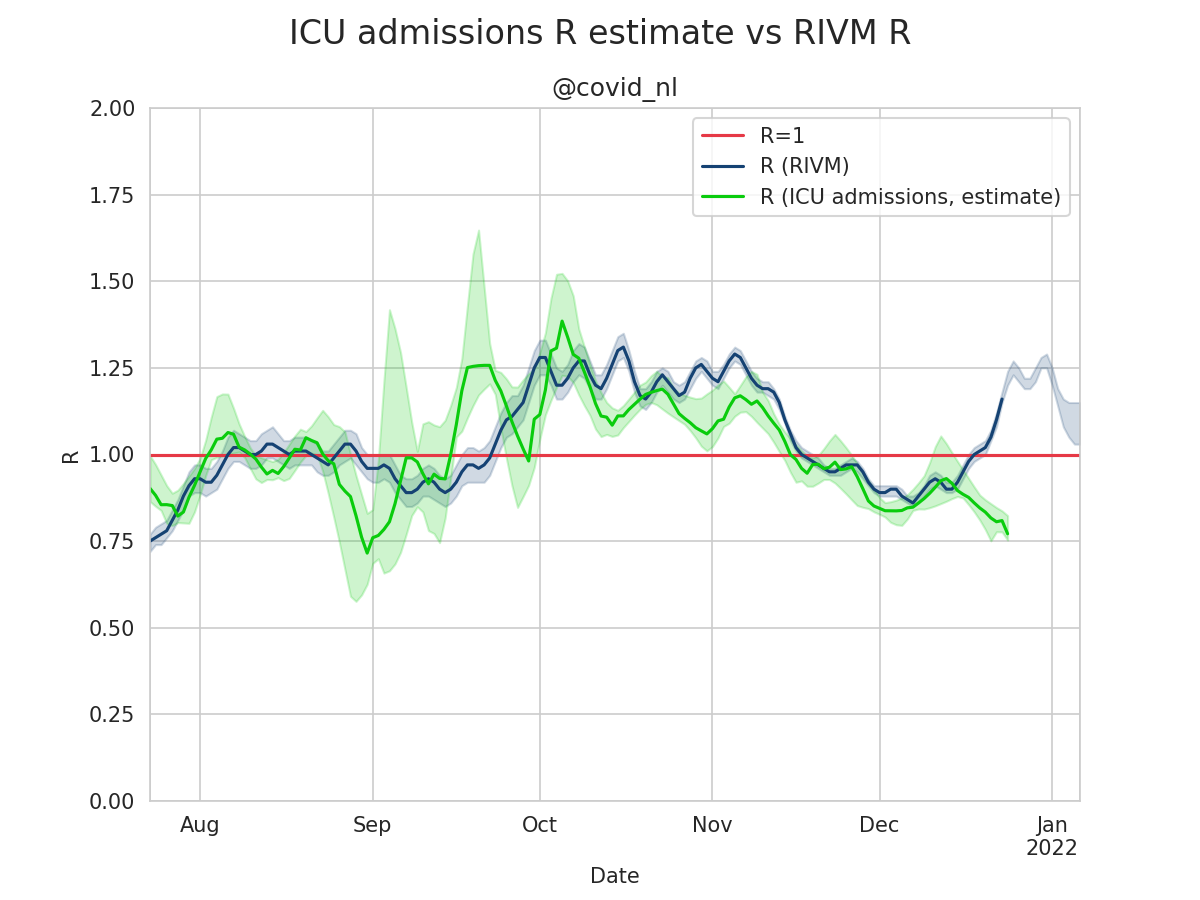 ICU admissions R estimate vs RIVM R
@covid_nl
R=1
R (RIVM)
R (ICU admissions, estimate)
2.00
1.75
1.50
1.25
1.00
0.75
0.50
0.25
0.00
R
Aug Sep Oct Nov Dec Jan
2022
Date